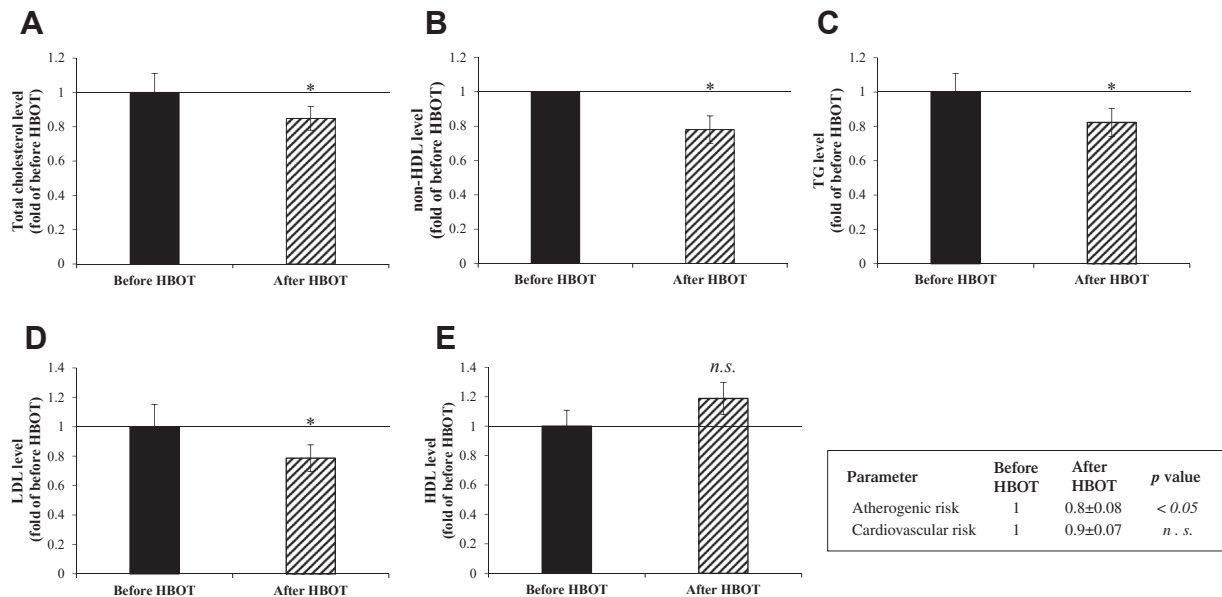 A
Total cholesterol level
(fold of before HBOT)
1.2
1
0.8
0.6
0.4
0.2
0
*
Before HBOT
After HBOT
B
non-HDL level
(fold of before HBOT)
1.2
1
0.8
0.6
0.4
0.2
0
*
Before HBOT
After HBOT
C
TG level
(fold of before HBOT)
1.2
1
0.8
0.6
0.4
0.2
0
*
Before HBOT
After HBOT
D
LDL level
(fold of before HBOT)
1.4
1.2
1
0.8
0.6
0.4
0.2
0
*
Before HBOT
After HBOT
E
HDL level
(fold of before HBOT)
1.4
1.2
1
0.8
0.6
0.4
0.2
0
n.s.
Before HBOT
After HBOT
Parameter Before HBOT After HBOT p value
Atherogenic risk 1 0.8±0.08 < 0.05
Cardiovascular risk 1 0.9±0.07 n . s.